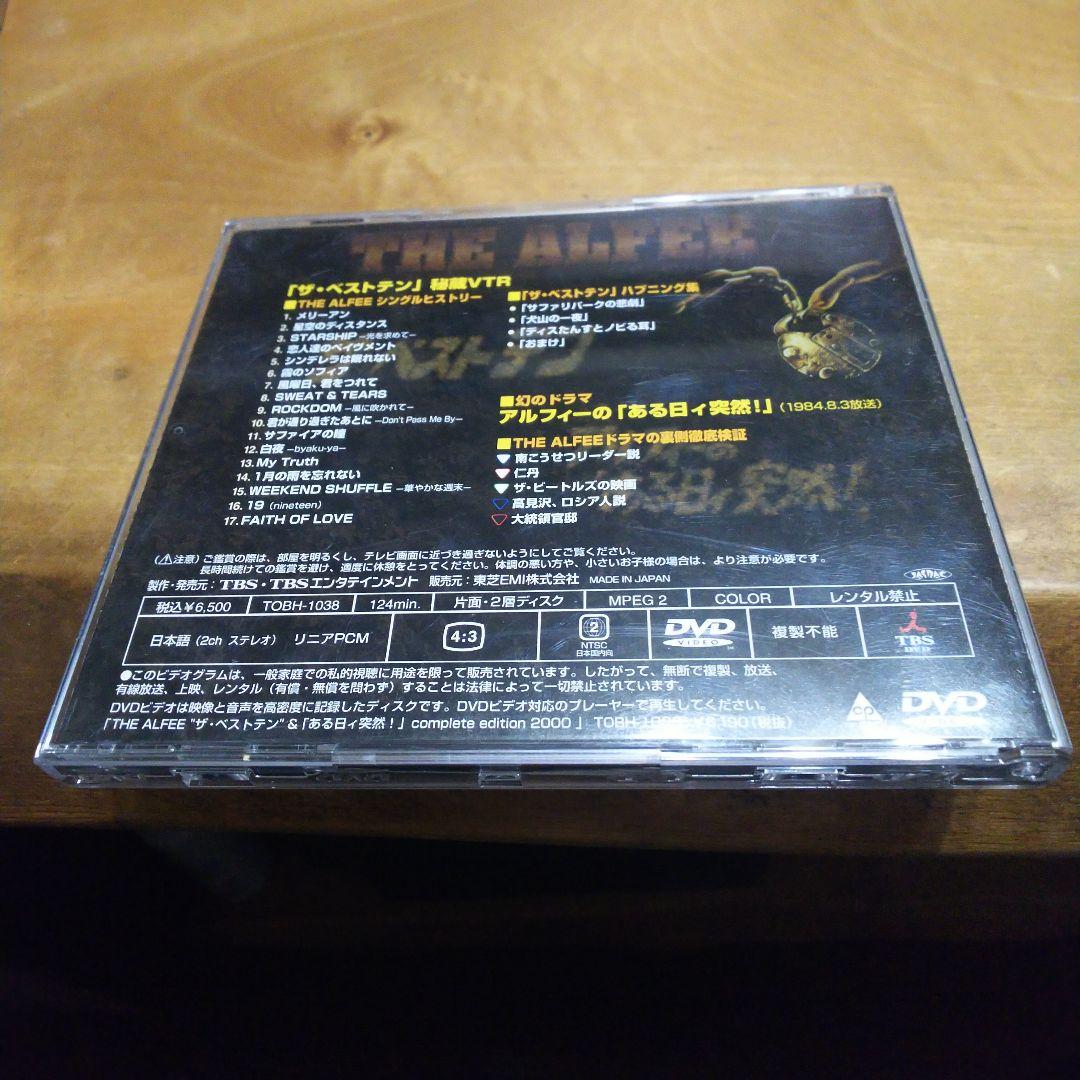 THE ALFEE
「ザ・ベストテン」秘蔵VTR
■THE ALFEE シングルヒストリー
1. メリーアン
2. 星空のディスタンス
3. STARSHIP −光を求めて−
4. 恋人達のペイヴメント
5. シンデレラは眠れない
6. 霧のソフィア
7. 風曜日、君をつれて
8. SWEAT & TEARS
9. ROCKDOM −風に吹かれて−
10. 君が通り過ぎたあとに −Don't Pass Me By−
11. サファイアの瞳
12. 白夜 −byaku-ya−
13. My Truth
14. 1月の雨を忘れない
15. WEEKEND SHUFFLE −華やかな週末−
16. 19 (nineteen)
17. FAITH OF LOVE
■「ザ・ベストテン」ハプニング集
•「サファリパークの悲劇」
•「犬山の一夜」
•「ディスたんすとノビる耳」
•「おまけ」
ベストテン
■幻のドラマ
アルフィーの「ある日ィ突然!」(1984.8.3放送)
■THE ALFEEドラマの裏側徹底検証
南こうせつリーダー説
仁丹
ザ・ビートルズの映画
高見沢、ロシア人説
大統領官邸
ある日ィ突然!
(⚠注意) ご鑑賞の際は、部屋を明るくし、テレビ画面に近づき過ぎないようにしてご覧ください。
長時間続けての鑑賞を避け、適度に休憩をとってください。体調の悪い方や、小さいお子様の場合は、より注意が必要です。
製作・発売元：TBS・TBSエンタテインメント 販売元：東芝EMI株式会社 MADE IN JAPAN
税込¥6,500 TOBH-1038 124min. 片面・2層ディスク MPEG 2 COLOR レンタル禁止
日本語 (2ch ステレオ) リニアPCM 4:3 2 NTSC 日本国内向 DVD VIDEO 複製不能 TBS DVD
●このビデオグラムは、一般家庭での私的視聴に用途を限って販売されています。したがって、無断で複製、放送、
有線放送、上映、レンタル(有償・無償を問わず)することは法律によって一切禁止されています。
DVDビデオは映像と音声を高密度に記録したディスクです。DVDビデオ対応のプレーヤーで再生してください。
「THE ALFEE "ザ・ベストテン" & 「ある日ィ突然!」 complete edition 2000 」 TOBH-1038 ¥6,190(税抜)
DVD